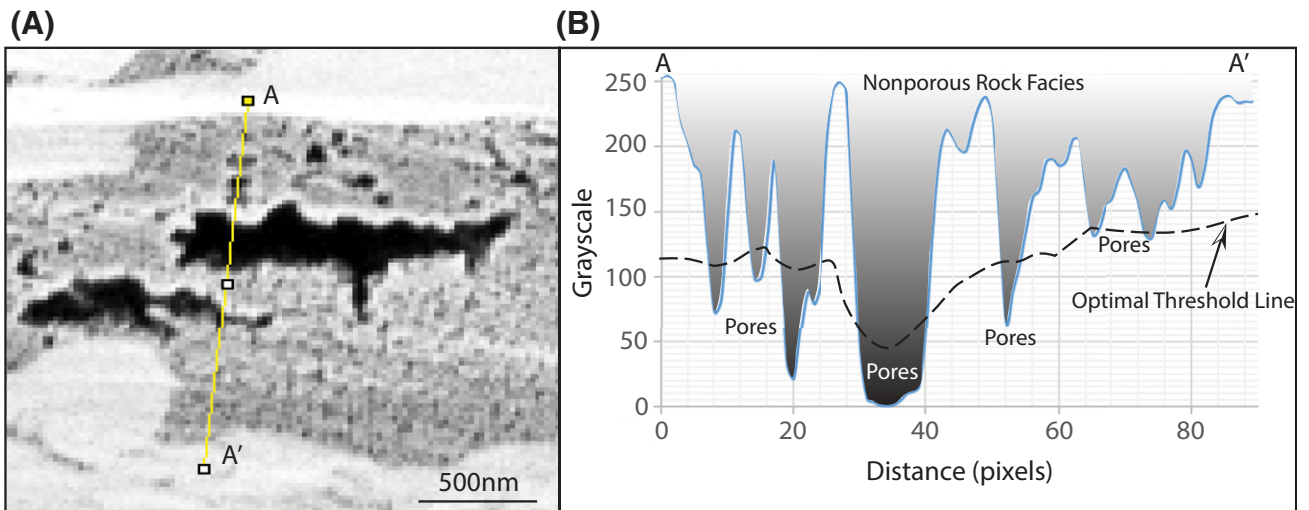 (A)
(B)
A
A'
500nm
A
A'
Nonporous Rock Facies
250
200
150
100
50
0
Grayscale
Pores
Optimal Threshold Line
Pores
Pores
Pores
0 20 40 60 80
Distance (pixels)